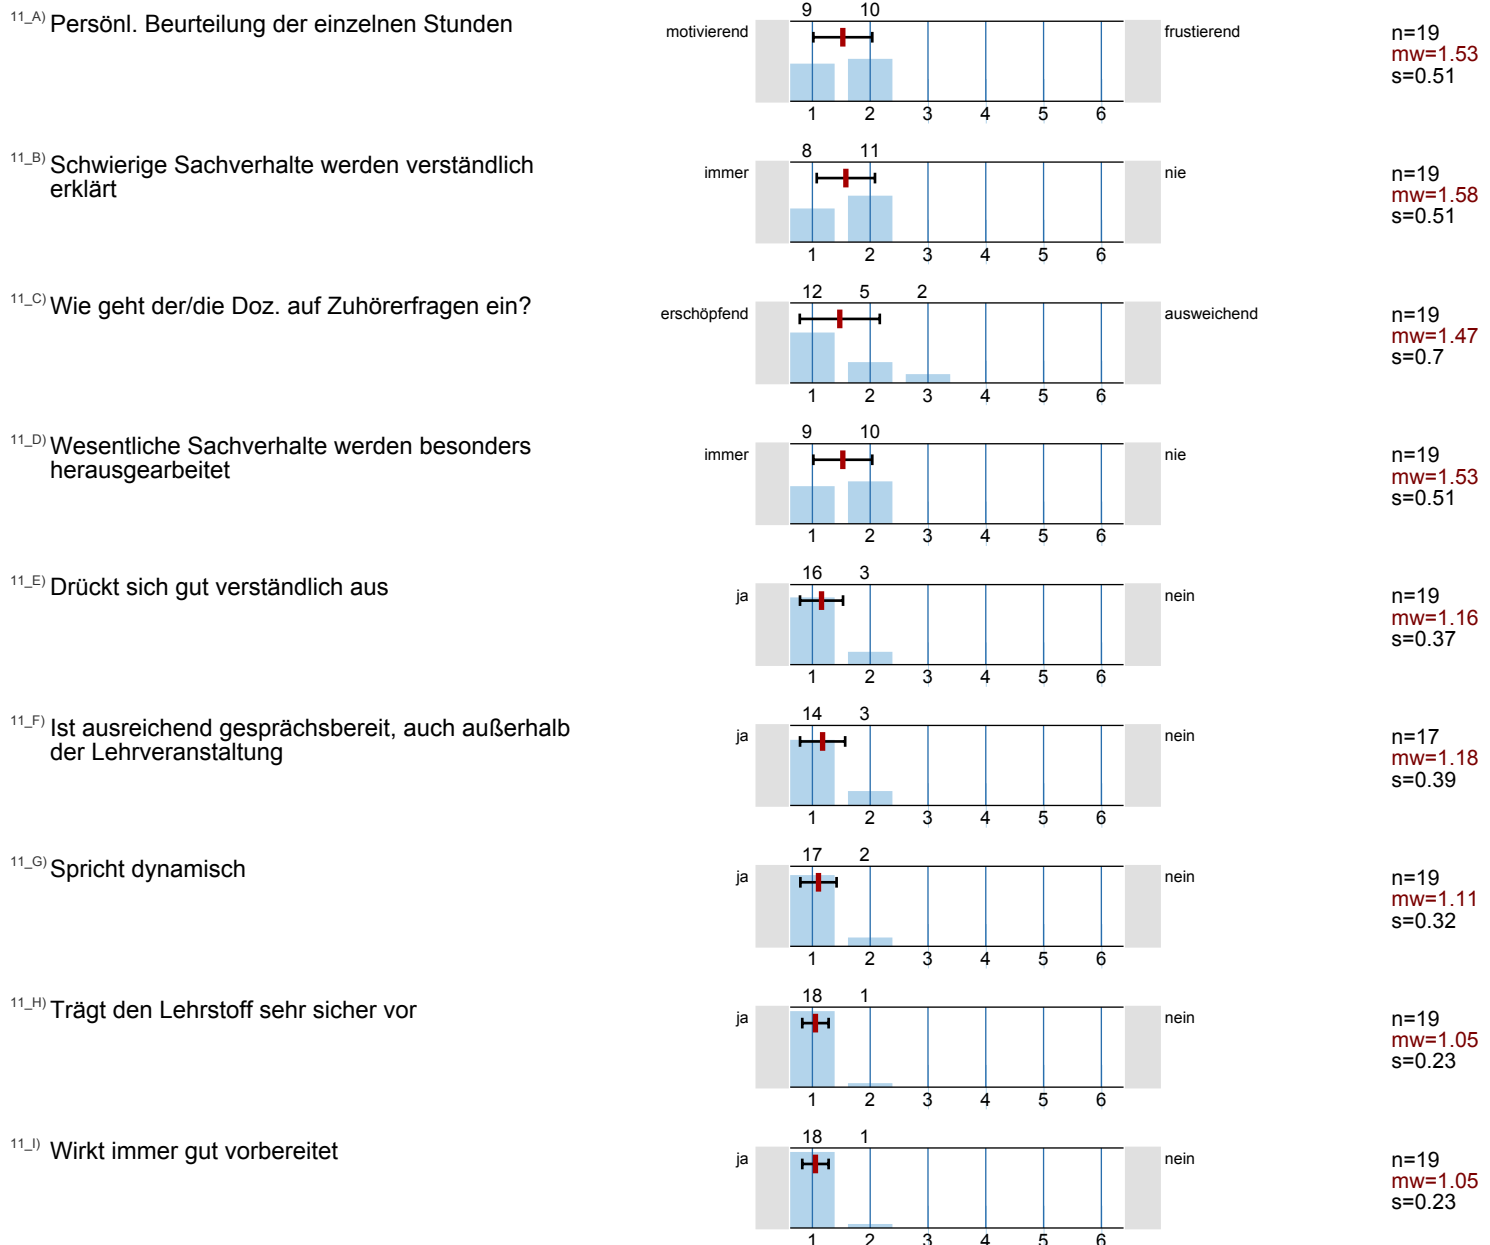 11_A) Persönl. Beurteilung der einzelnen Stunden
9 10
motivierend frustierend
1 2 3 4 5 6
n=19
mw=1.53
s=0.51
11_B) Schwierige Sachverhalte werden verständlich
erklärt
8 11
immer nie
1 2 3 4 5 6
n=19
mw=1.58
s=0.51
11_C) Wie geht der/die Doz. auf Zuhörerfragen ein?
12 5 2
erschöpfend ausweichend
1 2 3 4 5 6
n=19
mw=1.47
s=0.7
11_D) Wesentliche Sachverhalte werden besonders
herausgearbeitet
9 10
immer nie
1 2 3 4 5 6
n=19
mw=1.53
s=0.51
11_E) Drückt sich gut verständlich aus
16 3
ja nein
1 2 3 4 5 6
n=19
mw=1.16
s=0.37
11_F) Ist ausreichend gesprächsbereit, auch außerhalb
der Lehrveranstaltung
14 3
ja nein
1 2 3 4 5 6
n=17
mw=1.18
s=0.39
11_G) Spricht dynamisch
17 2
ja nein
1 2 3 4 5 6
n=19
mw=1.11
s=0.32
11_H) Trägt den Lehrstoff sehr sicher vor
18 1
ja nein
1 2 3 4 5 6
n=19
mw=1.05
s=0.23
11_I) Wirkt immer gut vorbereitet
18 1
ja nein
1 2 3 4 5 6
n=19
mw=1.05
s=0.23